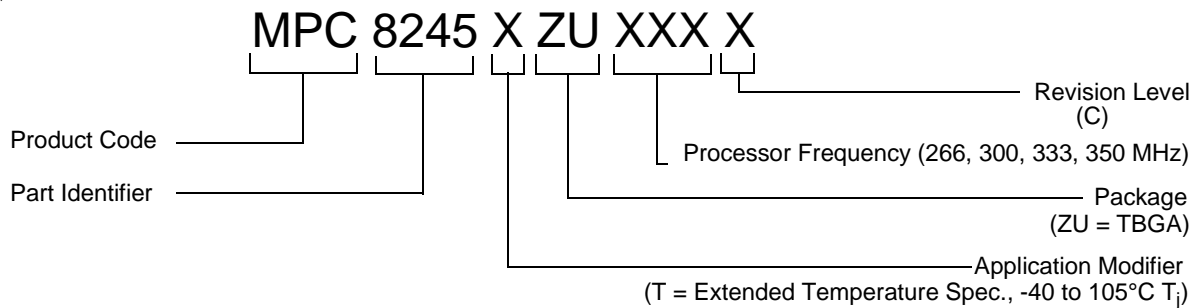 MPC 8245 X ZU XXX X
Revision Level
(C)
Product Code
Processor Frequency (266, 300, 333, 350 MHz)
Part Identifier
Package
(ZU = TBGA)
Application Modifier
(T = Extended Temperature Spec., -40 to 105°C Tj)